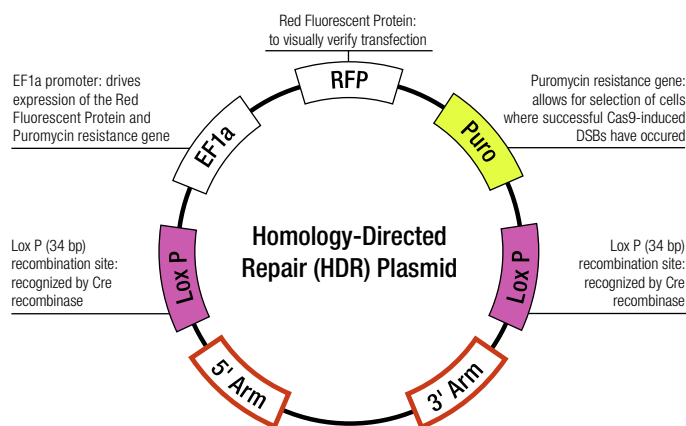 Red Fluorescent Protein:
to visually verify transfection
RFP
EF1a promoter: drives
expression of the Red
Fluorescent Protein and
Puromycin resistance gene
Puromycin resistance gene:
allows for selection of cells
where successful Cas9-induced
DSBs have occured
EF1a
Puro
Homology-Directed
Repair (HDR) Plasmid
Lox P (34 bp)
recombination site:
recognized by Cre
recombinase
Lox P
Lox P
Lox P (34 bp)
recombination site:
recognized by Cre
recombinase
5' Arm
3' Arm